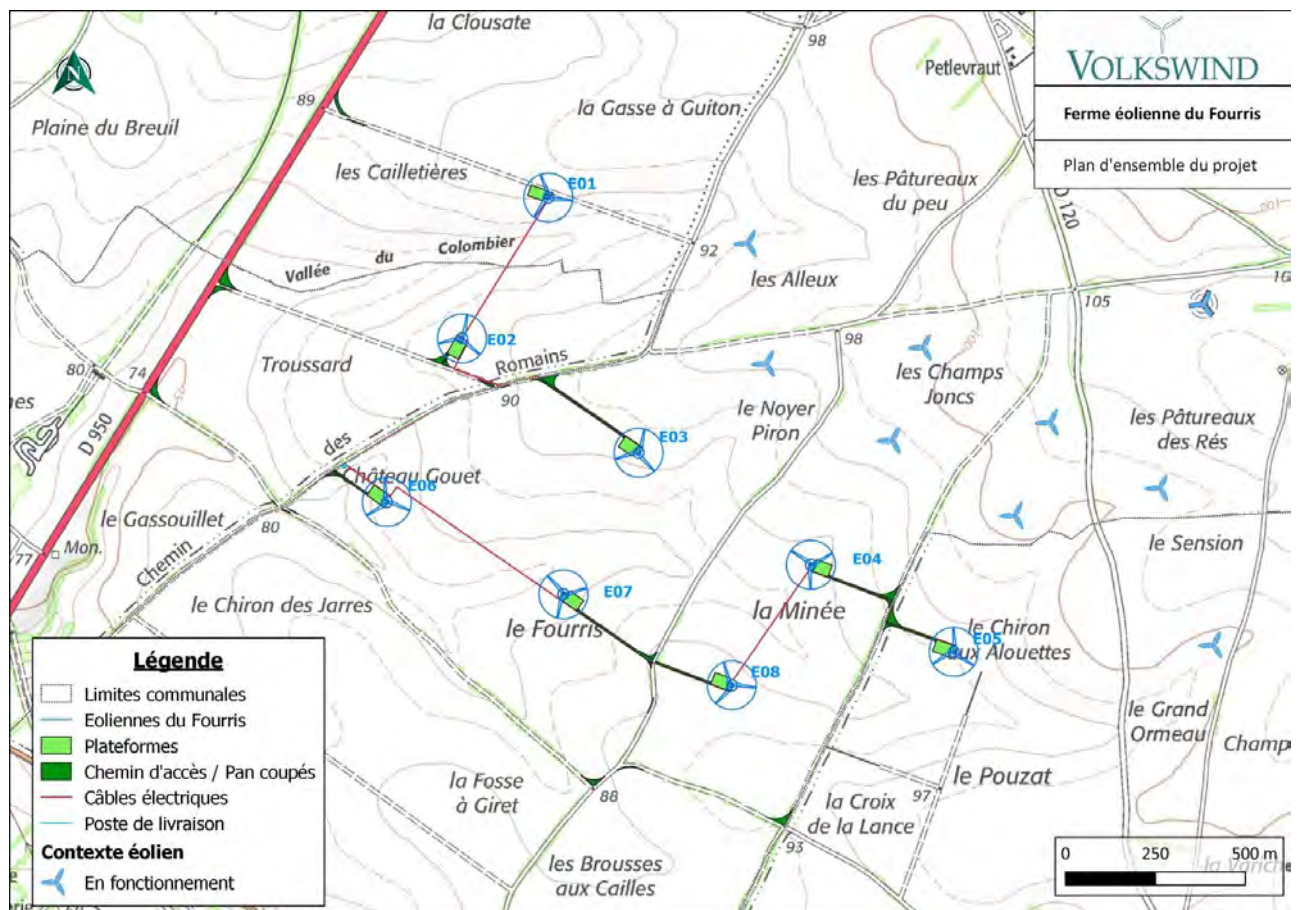 la Clousate
98
Petlevraut
VOLKSWIND
Ferme éolienne du Fourris
Plan d'ensemble du projet
N
89
la Gasse à Guiton
Plaine du Breuil
les Cailletières
E01
les Pâtureaux
du peu
D 120
100
92
Vallée du Colombier
les Alleux
105
E02
Romains
98
Troussard
80
74
90
les Champs
Joncs
100
le Noyer
Piron
les Pâtureaux
des Rés
D 950
des
E03
Château Gouet
E06
le Gassouillet
80
77
Mon.
Chemin
le Sension
E04
E07
la Minée
le Chiron des Jarres
le Fourris
le Chiron
aux Alouettes
E05
E08
le Grand
Ormeau
Champ
la Fosse
à Giret
88
le Pouzat
97
la Croix
de la Lance
93
les Brousses
aux Cailles
Légende
Limites communales
Eoliennes du Fourris
Plateformes
Chemin d'accès / Pan coupés
Câbles électriques
Poste de livraison
Contexte éolien
En fonctionnement
0 250 500 m